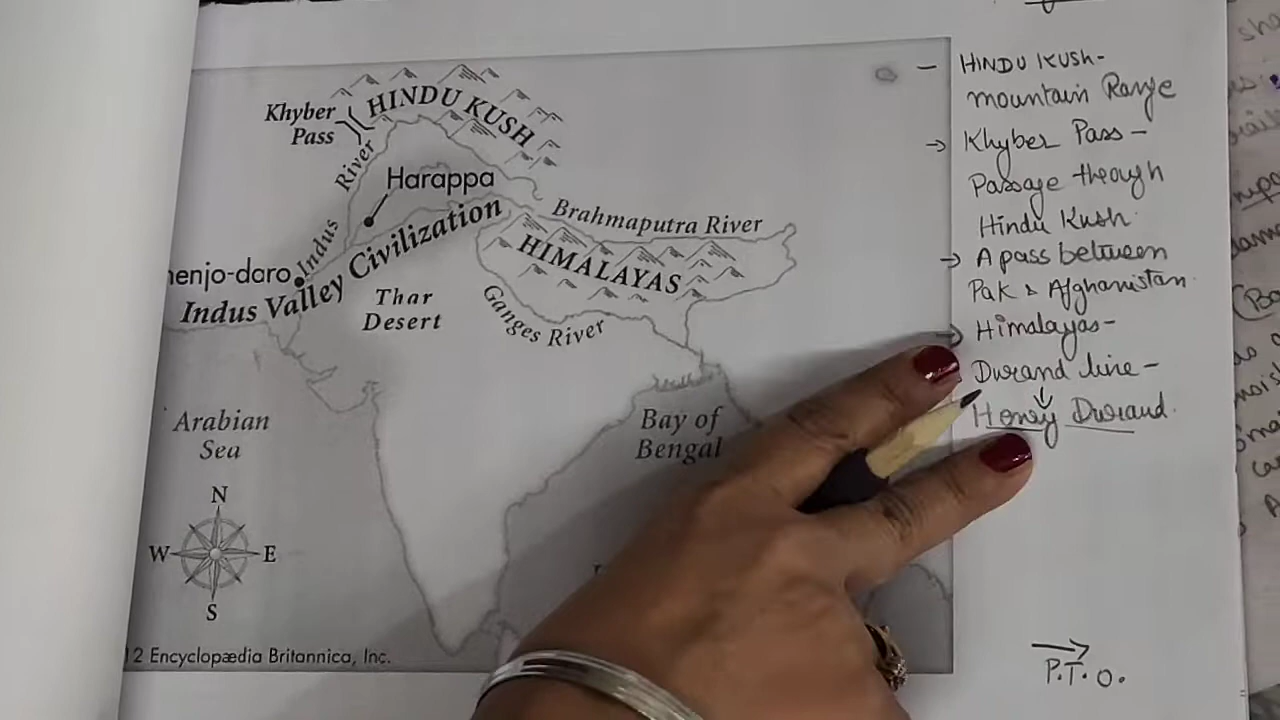 Khyber
Pass
HINDU KUSH
River
Harappa
Indus
enjo-daro
Indus Valley Civilization
Brahmaputra River
HIMALAYAS
Thar
Desert
Ganges River
Arabian
Sea
Bay of
Bengal
N
W E
S
2 Encyclopædia Britannica, Inc.
– HINDU KUSH-
mountain Range
→ Khyber Pass –
Passage through
Hindu Kush
→ A pass between
Pak & Afghanistan
→ Himalayas-
Durand line –
↓
Honey Durand
→
P.T.O.